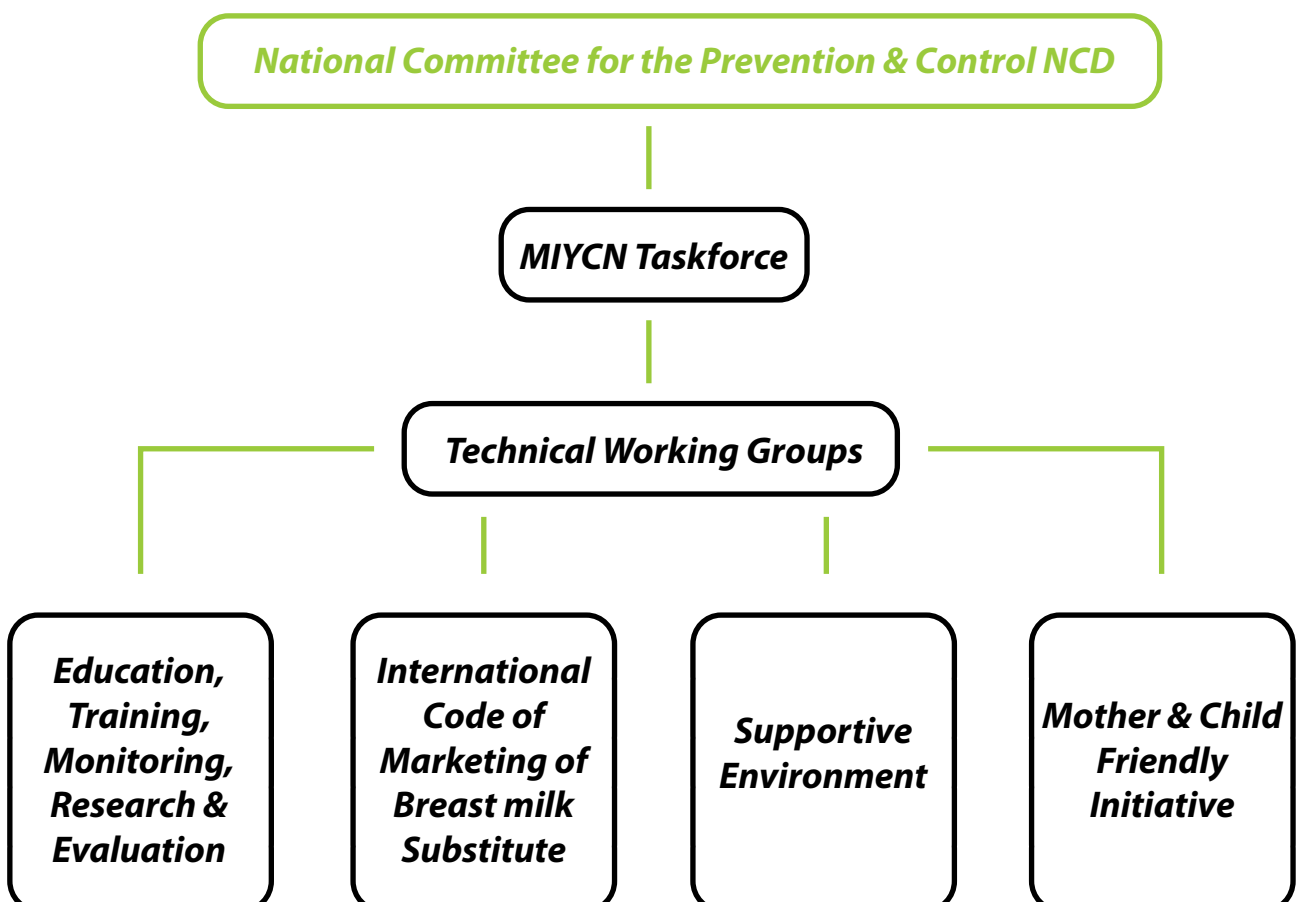 National Committee for the Prevention & Control NCD
MIYCN Taskforce
Technical Working Groups
Education,
Training,
Monitoring,
Research &
Evaluation
International
Code of
Marketing of
Breast milk
Substitute
Supportive
Environment
Mother & Child
Friendly
Initiative